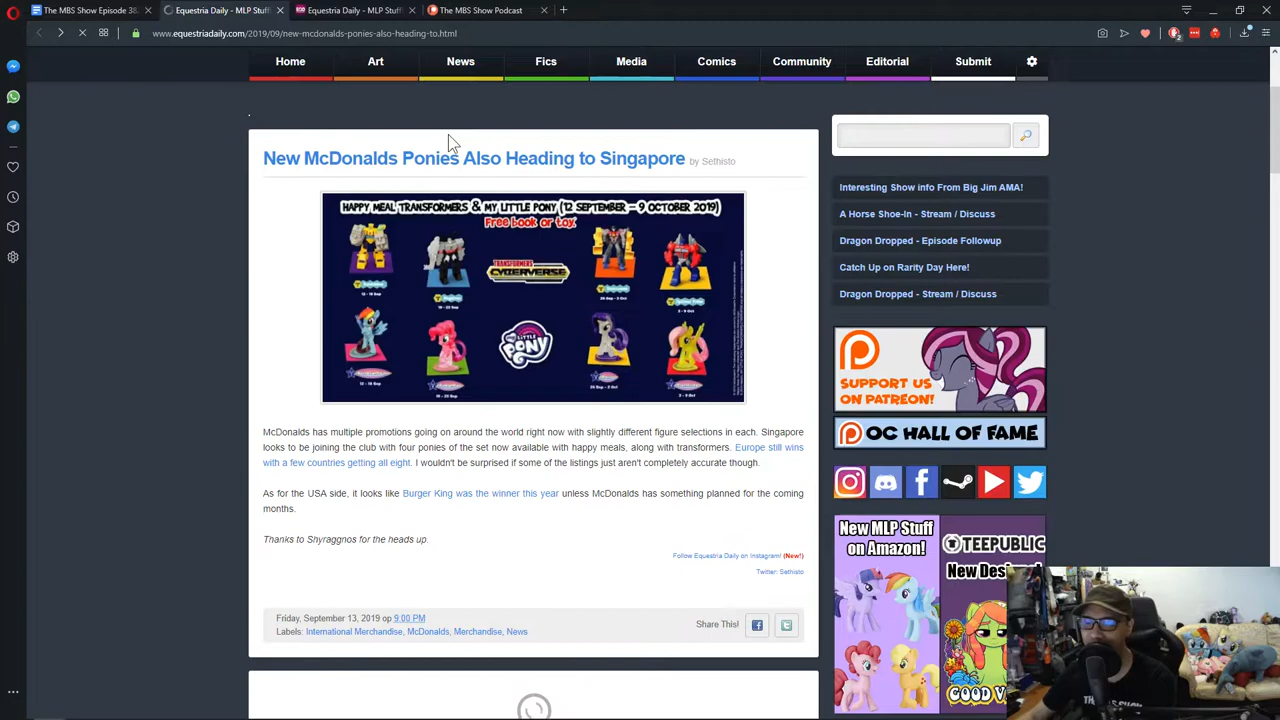 The MBS Show Episode 38
Equestria Daily - MLP Stuff
Equestria Daily - MLP Stuff
The MBS Show Podcast
www.equestriadaily.com/2019/09/new-mcdonalds-ponies-also-heading-to.html
Home
Art
News
Fics
Media
Comics
Community
Editorial
Submit
New McDonalds Ponies Also Heading to Singapore by Sethisto
HAPPY MEAL TRANSFORMERS & MY LITTLE PONY (12 SEPTEMBER - 9 OCTOBER 2019)
Free book or toy.
TRANSFORMERS
CYBERVERSE
MY LITTLE
PONY
McDonalds has multiple promotions going on around the world right now with slightly different figure selections in each. Singapore
looks to be joining the club with four ponies of the set now available with happy meals, along with transformers. Europe still wins
with a few countries getting all eight. I wouldn't be surprised if some of the listings just aren't completely accurate though.
As for the USA side, it looks like Burger King was the winner this year unless McDonalds has something planned for the coming
months.
Thanks to Shyraggnos for the heads up.
Follow Equestria Daily on Instagram! (New!)
Twitter: Sethisto
Friday, September 13, 2019 op 9:00 PM
Labels: International Merchandise, McDonalds, Merchandise, News
Share This!
Interesting Show info From Big Jim AMA!
A Horse Shoe-In - Stream / Discuss
Dragon Dropped - Episode Followup
Catch Up on Rarity Day Here!
Dragon Dropped - Stream / Discuss
SUPPORT US
ON PATREON!
OC HALL OF FAME
New MLP Stuff
on Amazon!
TEEPUBLIC
New Des
GOOD V